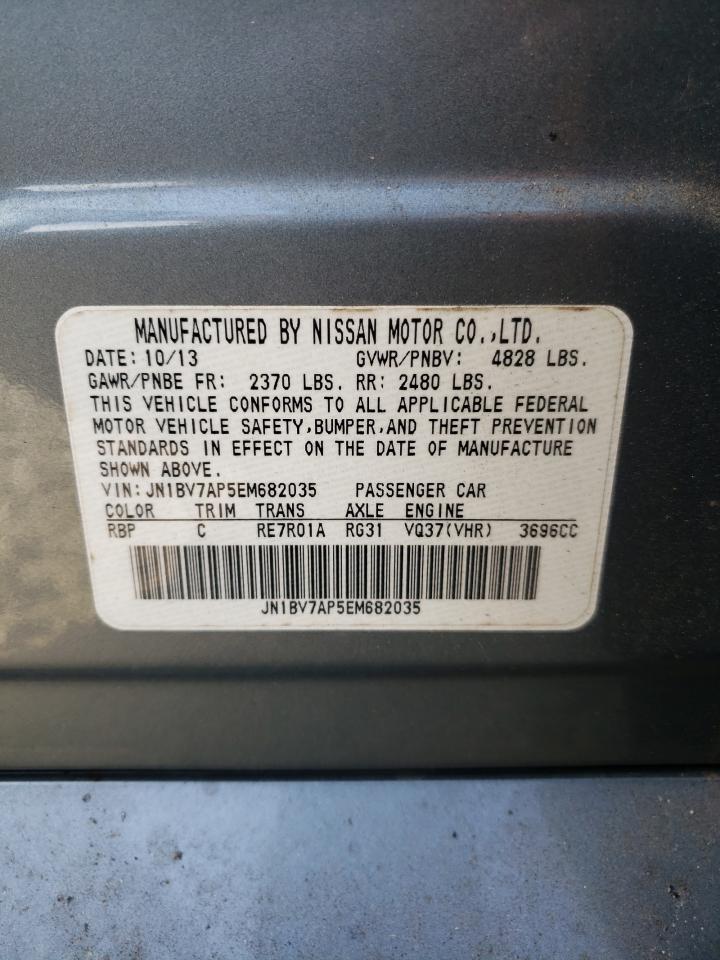 MANUFACTURED BY NISSAN MOTOR CO.,LTD.
DATE: 10/13 GVWR/PNBV: 4828 LBS.
GAWR/PNBE FR: 2370 LBS. RR: 2480 LBS.
THIS VEHICLE CONFORMS TO ALL APPLICABLE FEDERAL
MOTOR VEHICLE SAFETY,BUMPER,AND THEFT PREVENTION
STANDARDS IN EFFECT ON THE DATE OF MANUFACTURE
SHOWN ABOVE.
VIN: JN1BV7AP5EM682035 PASSENGER CAR
COLOR TRIM TRANS AXLE ENGINE
RBP C RE7R01A RG31 VQ37(VHR) 3696CC
JN1BV7AP5EM682035